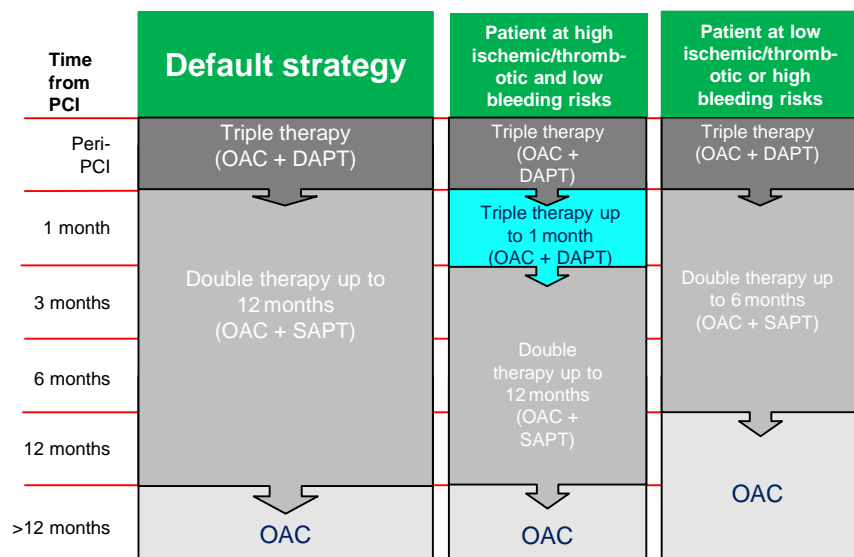 Time
from
PCI
Default strategy
Patient at high
ischemic/thromb-
otic and low
bleeding risks
Patient at low
ischemic/thromb-
otic or high
bleeding risks
Peri-
PCI
Triple therapy
(OAC + DAPT)
Triple therapy
(OAC +
DAPT)
Triple therapy
(OAC + DAPT)
1 month
Triple therapy up
to 1 month
(OAC + DAPT)
3 months
Double therapy up to
12 months
(OAC + SAPT)
Double therapy up
to 6 months
(OAC + SAPT)
6 months
Double
therapy up to
12 months
(OAC +
SAPT)
12 months
OAC
>12 months
OAC
OAC